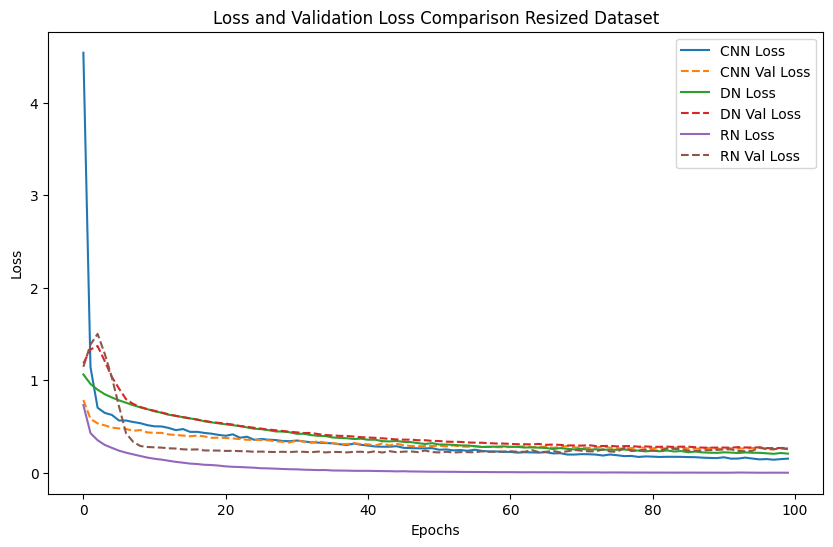 Loss and Validation Loss Comparison Resized Dataset
CNN Loss
CNN Val Loss
DN Loss
DN Val Loss
RN Loss
RN Val Loss
4
3
2
1
0
Loss
0
20
40
60
80
100
Epochs